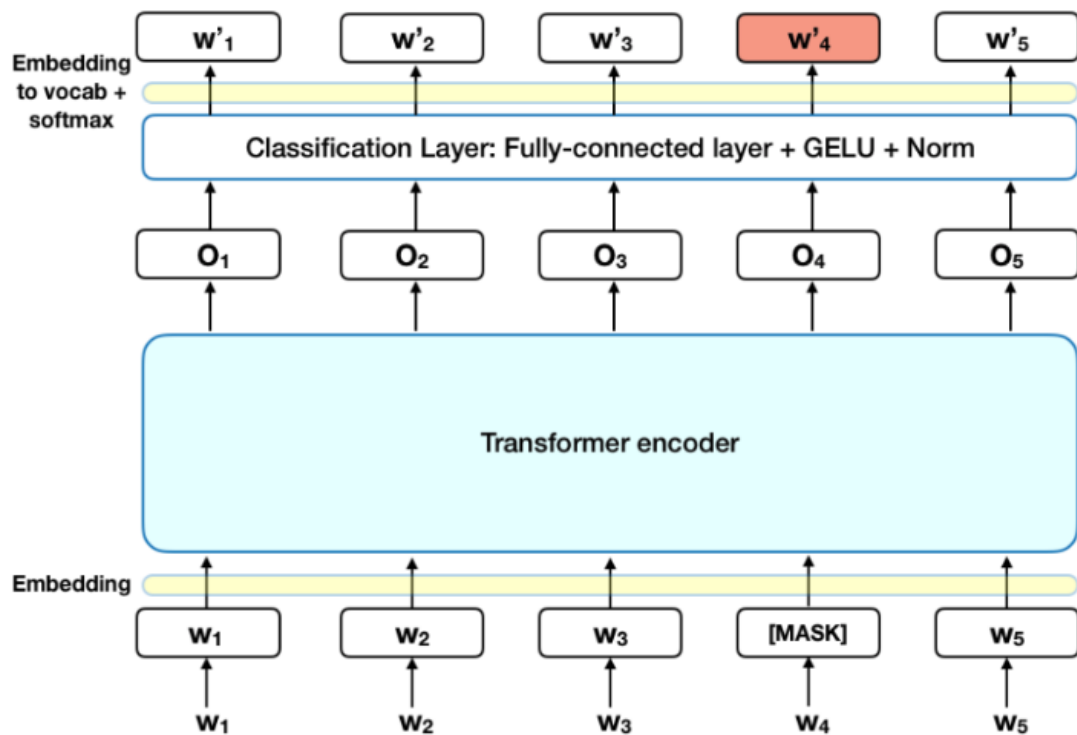 w’₁ w’₂ w’₃ w’₄ w’₅
Embedding
to vocab +
softmax
Classification Layer: Fully-connected layer + GELU + Norm
O₁ O₂ O₃ O₄ O₅
Transformer encoder
Embedding
W₁ W₂ W₃ [MASK] W₅
W₁ W₂ W₃ W₄ W₅